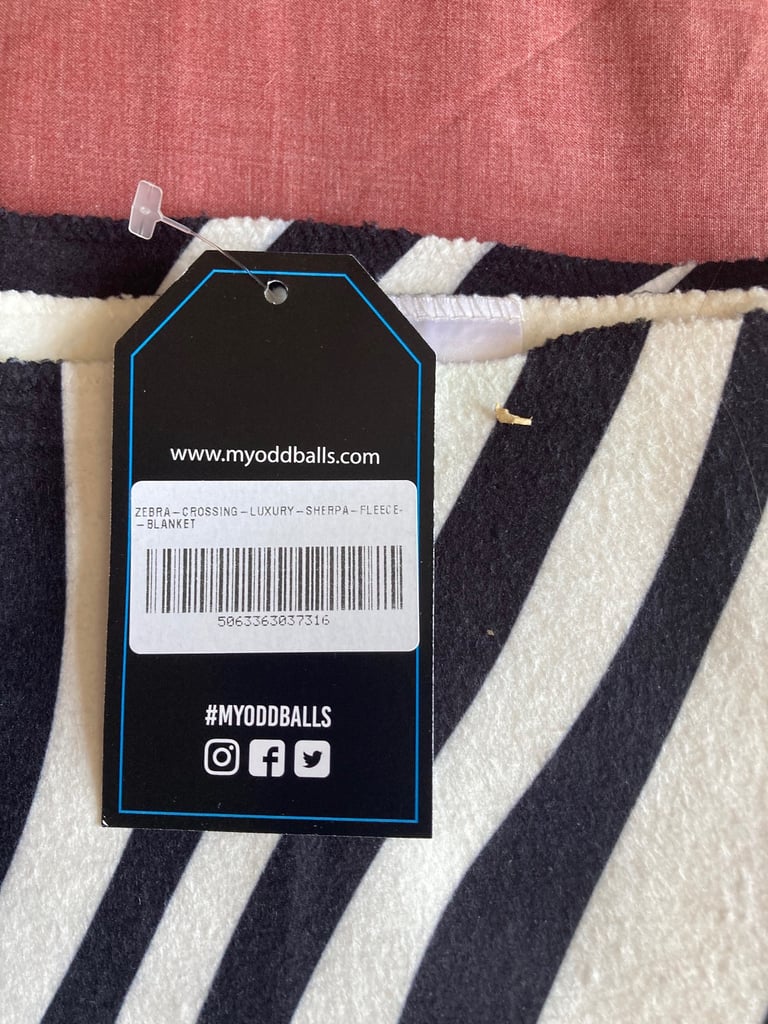 www.myoddballs.com
ZEBRA-CROSSING-LUXURY-SHERPA-FLEECE-
-BLANKET
5063363037316
#MYODDBALLS